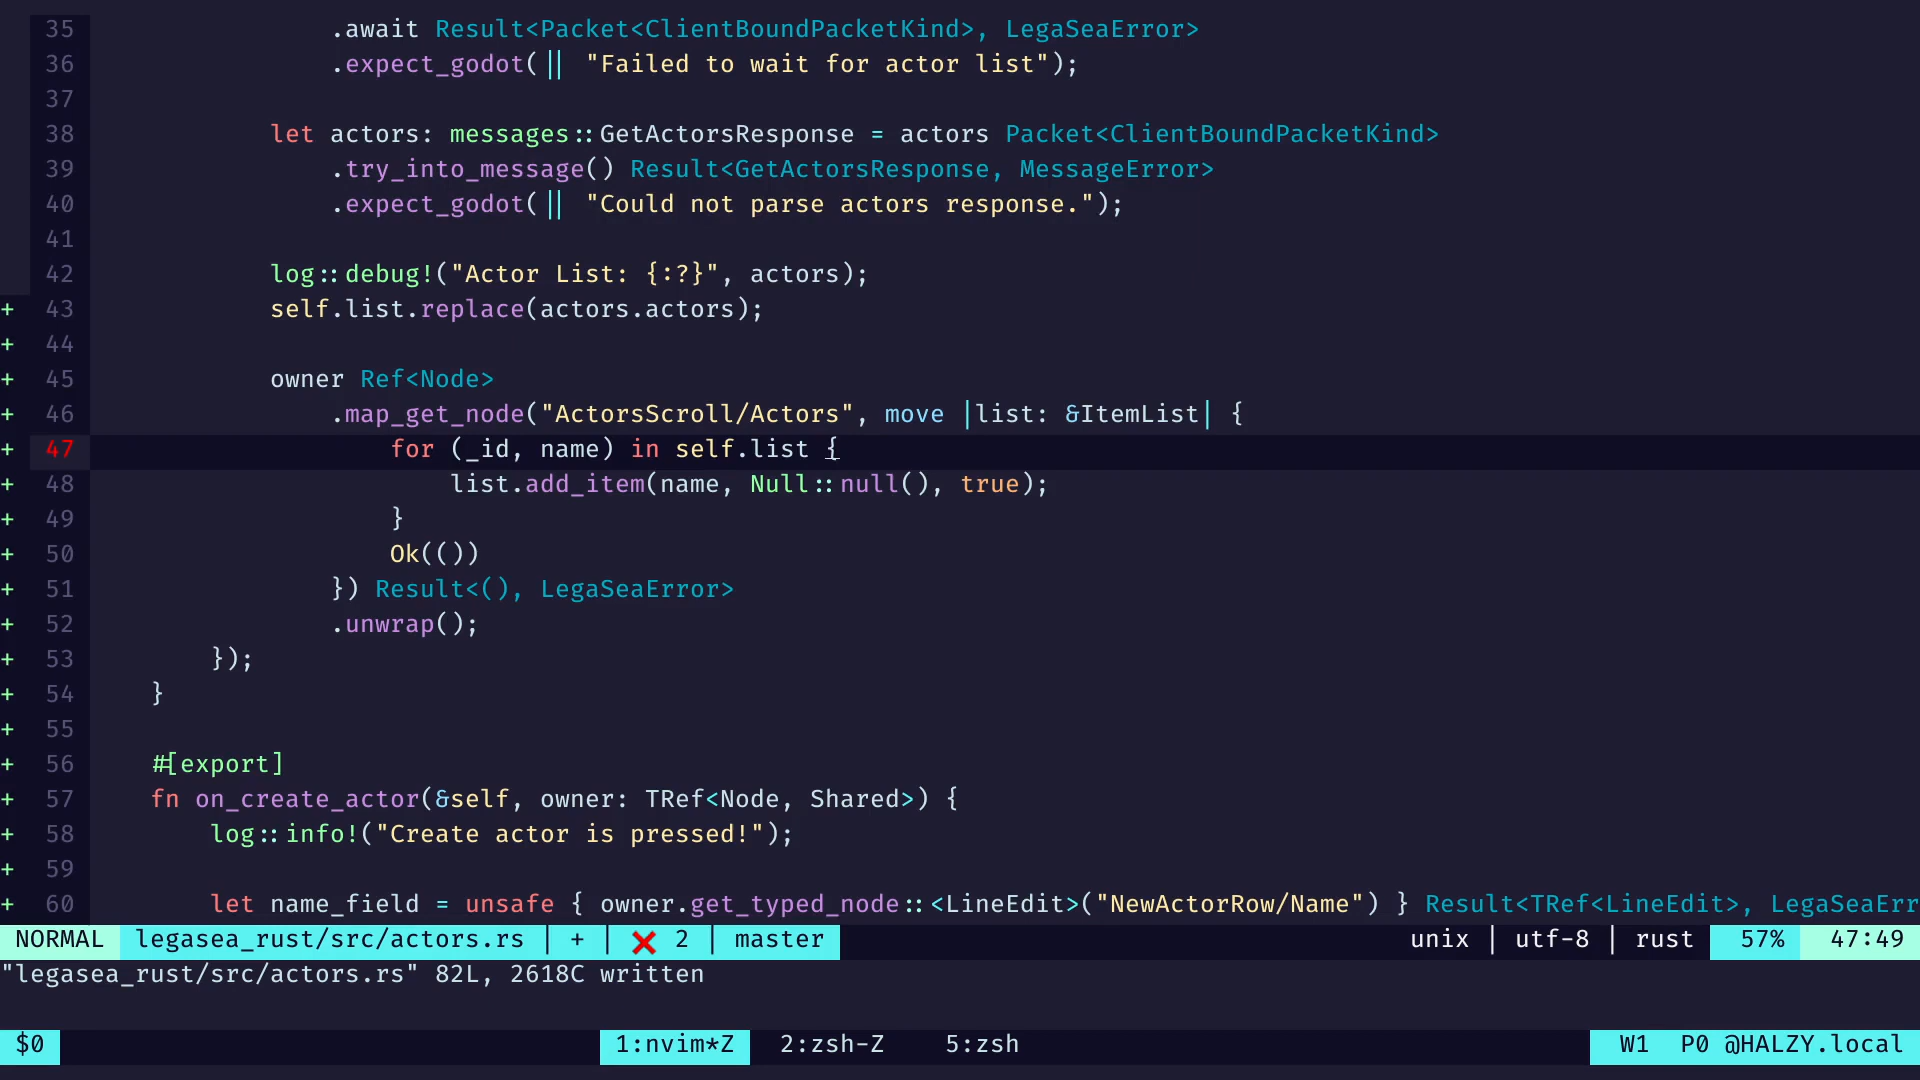 35 .await Result<Packet<ClientBoundPacketKind>, LegaSeaError>
36 .expect_godot(|| "Failed to wait for actor list");
37
38 let actors: messages::GetActorsResponse = actors Packet<ClientBoundPacketKind>
39 .try_into_message() Result<GetActorsResponse, MessageError>
40 .expect_godot(|| "Could not parse actors response.");
41
42 log::debug!("Actor List: {:?}", actors);
+ 43 self.list.replace(actors.actors);
+ 44
+ 45 owner Ref<Node>
+ 46 .map_get_node("ActorsScroll/Actors", move |list: &ItemList| {
+ 47 for (_id, name) in self.list {
+ 48 list.add_item(name, Null::null(), true);
+ 49 }
+ 50 Ok(())
+ 51 }) Result<(), LegaSeaError>
+ 52 .unwrap();
+ 53 });
+ 54 }
+ 55
+ 56 #[export]
+ 57 fn on_create_actor(&self, owner: TRef<Node, Shared>) {
+ 58 log::info!("Create actor is pressed!");
+ 59
+ 60 let name_field = unsafe { owner.get_typed_node::<LineEdit>("NewActorRow/Name") } Result<TRef<LineEdit>, LegaSeaErr
NORMAL legasea_rust/src/actors.rs | + | ❌ 2 | master unix | utf-8 | rust 57% 47:49
"legasea_rust/src/actors.rs" 82L, 2618C written
$0 1:nvim*Z 2:zsh-Z 5:zsh W1 P0 @HALZY.local